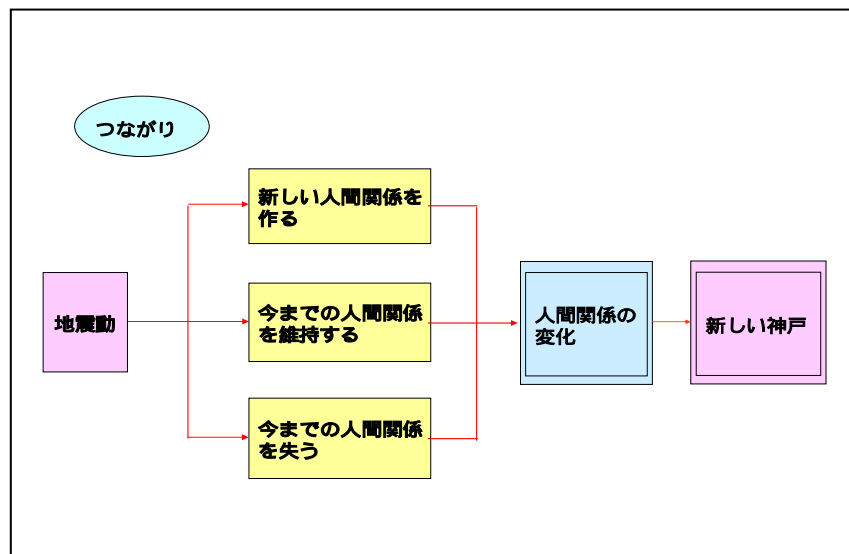 つながり
新しい人間関係を
作る
地震動
今までの人間関係
を維持する
今までの人間関係
を失う
人間関係の
変化
新しい神戸